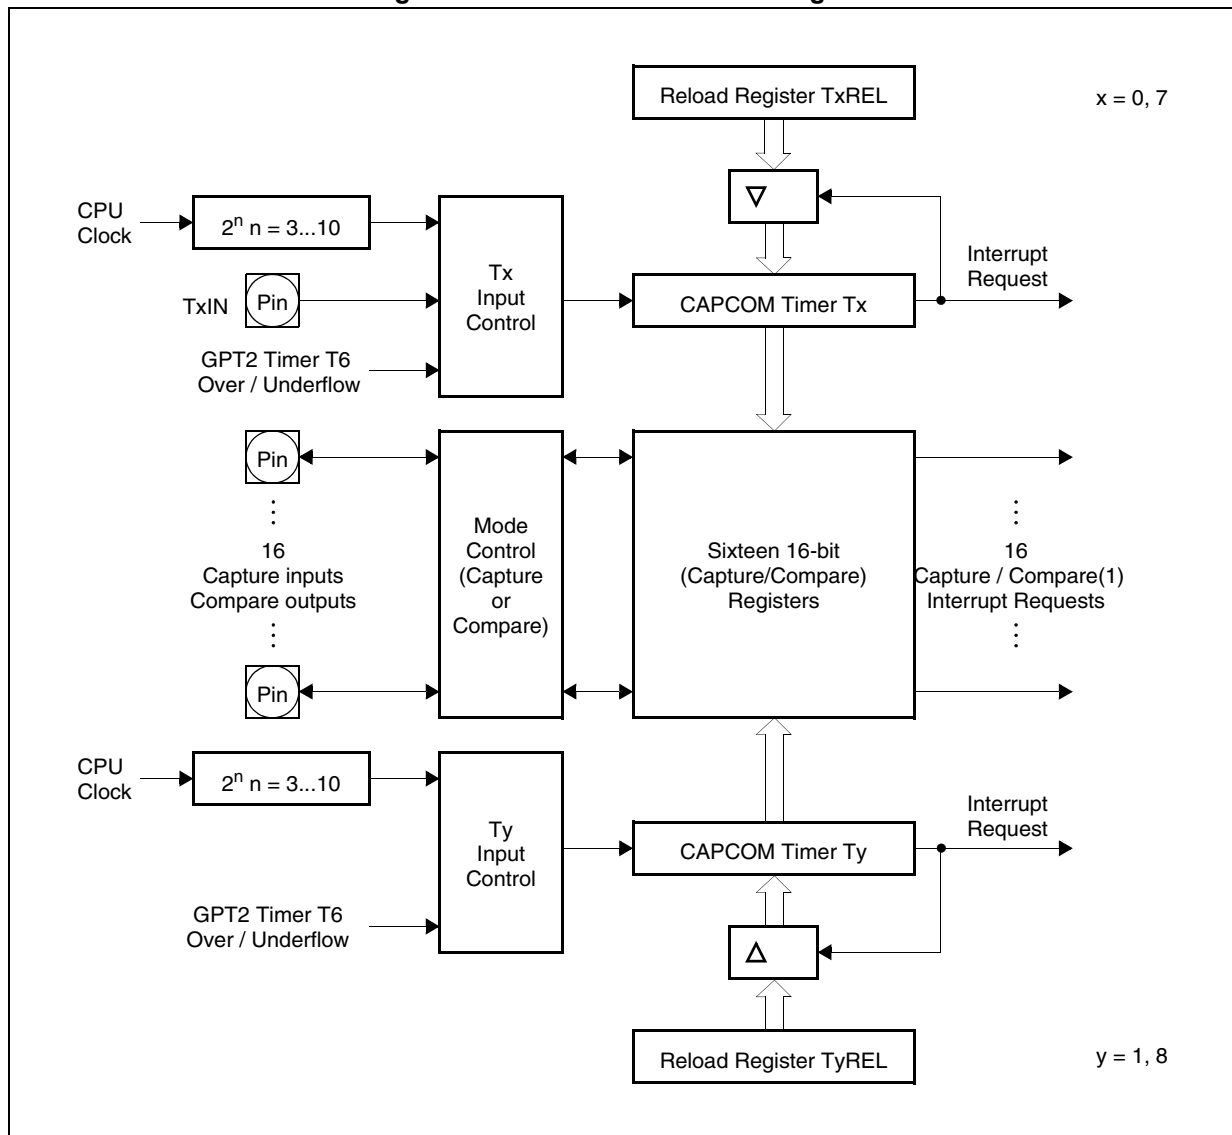 Reload Register TxREL
x = 0, 7
CPU
Clock
2^n n = 3...10
Tx
Input
Control
TxIN
Pin
GPT2 Timer T6
Over / Underflow
CAPCOM Timer Tx
Interrupt
Request
Pin
16
Capture inputs
Compare outputs
Pin
Mode
Control
(Capture
or
Compare)
Sixteen 16-bit
(Capture/Compare)
Registers
16
Capture / Compare(1)
Interrupt Requests
CPU
Clock
2^n n = 3...10
Ty
Input
Control
GPT2 Timer T6
Over / Underflow
CAPCOM Timer Ty
Interrupt
Request
Reload Register TyREL
y = 1, 8